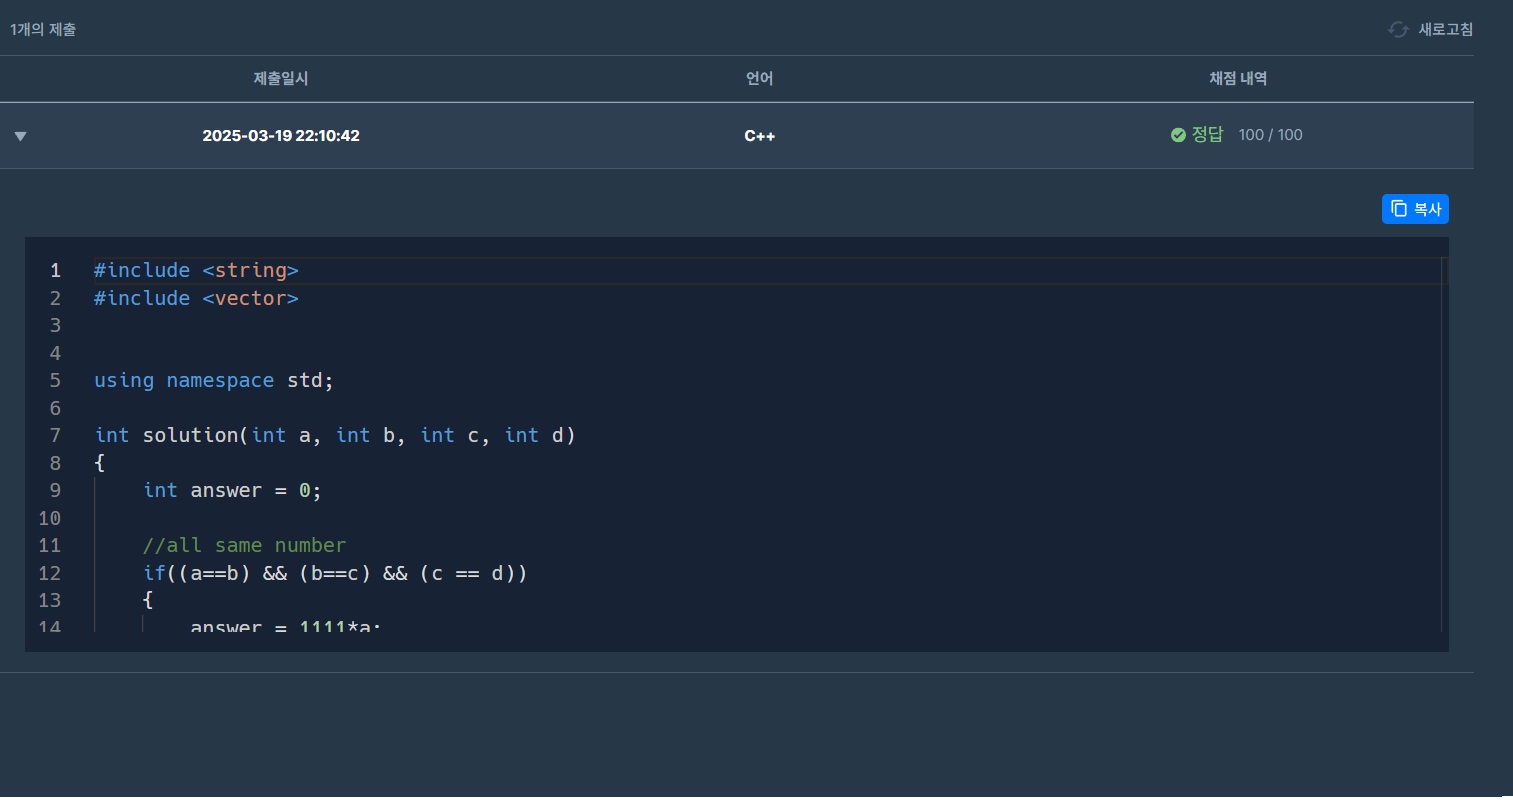 1개의 제출
새로고침
제출일시 언어 채점 내역
2025-03-19 22:10:42 C++ 정답 100 / 100
복사
1 #include <string>
2 #include <vector>
3
4
5 using namespace std;
6
7 int solution(int a, int b, int c, int d)
8 {
9     int answer = 0;
10
11     //all same number
12     if((a==b) && (b==c) && (c == d))
13     {
14         answer = 1111*a;